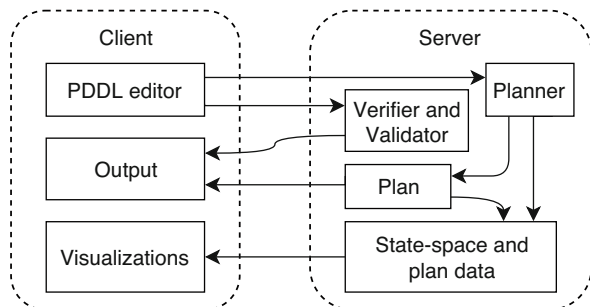 Client
Server
PDDL editor
Planner
Verifier and
Validator
Output
Plan
Visualizations
State-space and
plan data